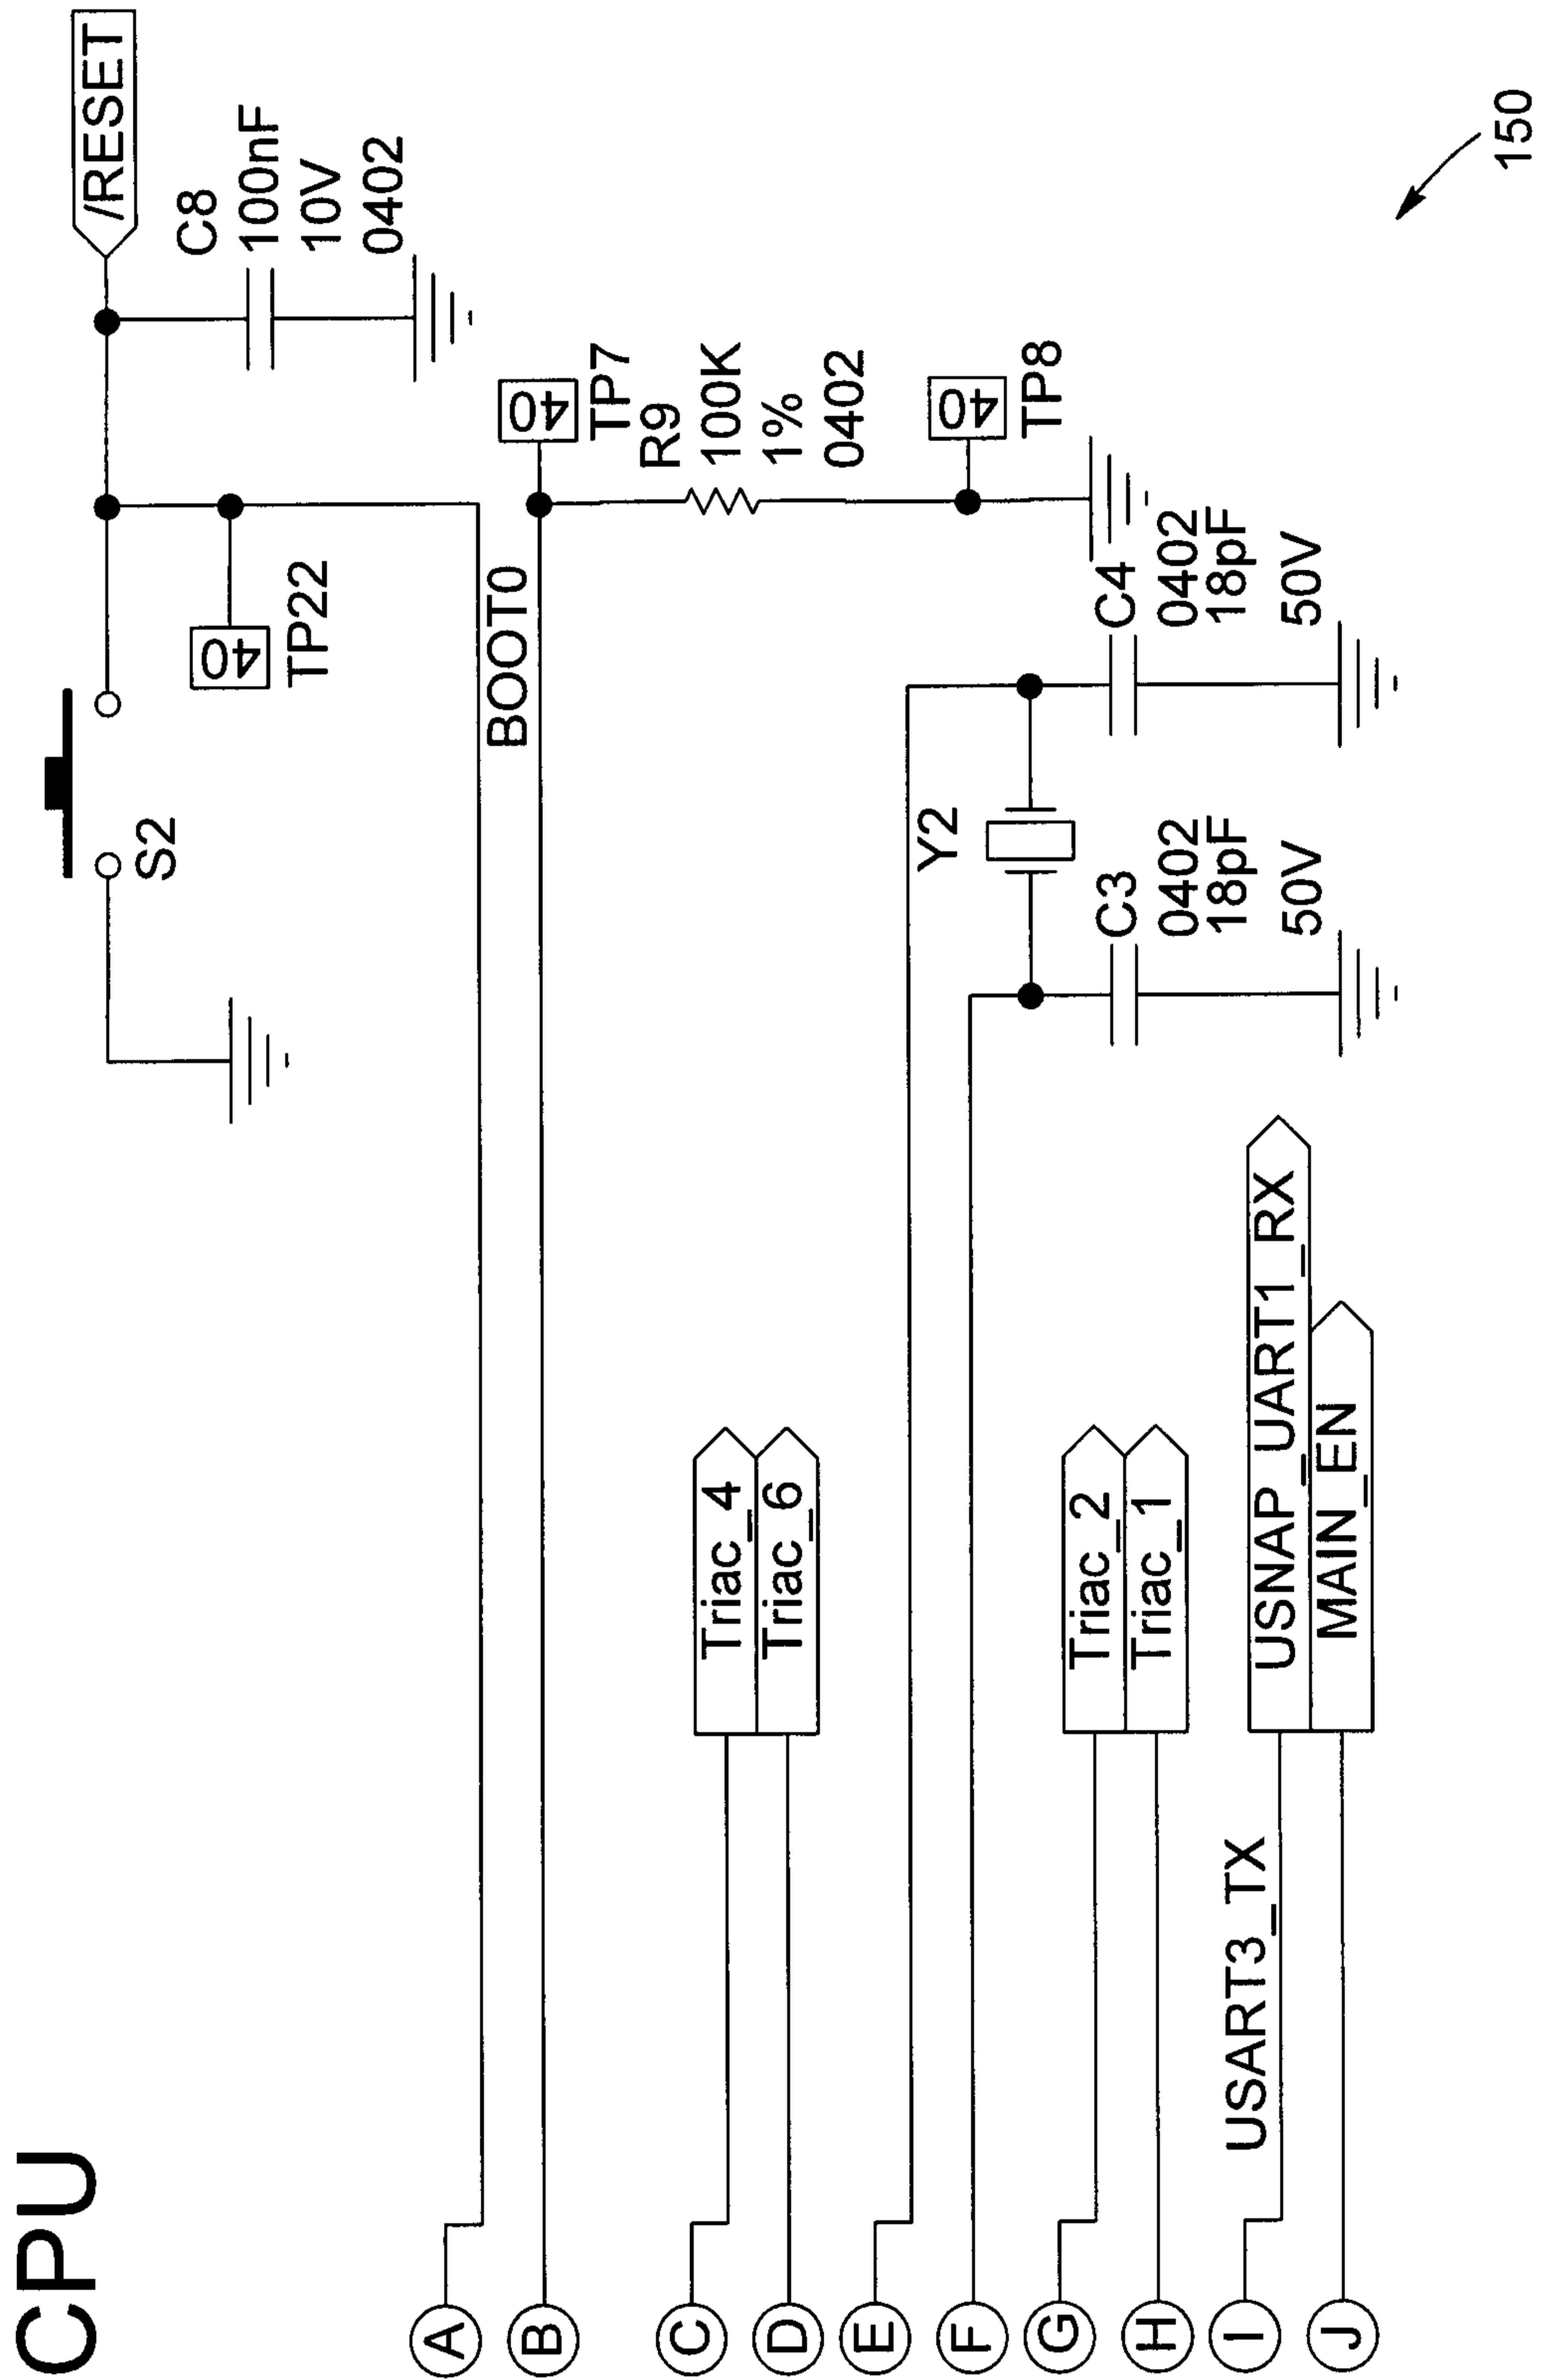 CPU
/RESET
S2
C8
100nF
10V
0402
40
TP22
BOOT0
40
TP7
R9
100K
1%
0402
40
TP8
Y2
C3
0402
18pF
50V
C4
0402
18pF
50V
Triac_4
Triac_6
Triac_2
Triac_1
USART3_TX
USNAP_UART1_RX
MAIN_EN
A
B
C
D
E
F
G
H
I
J
150